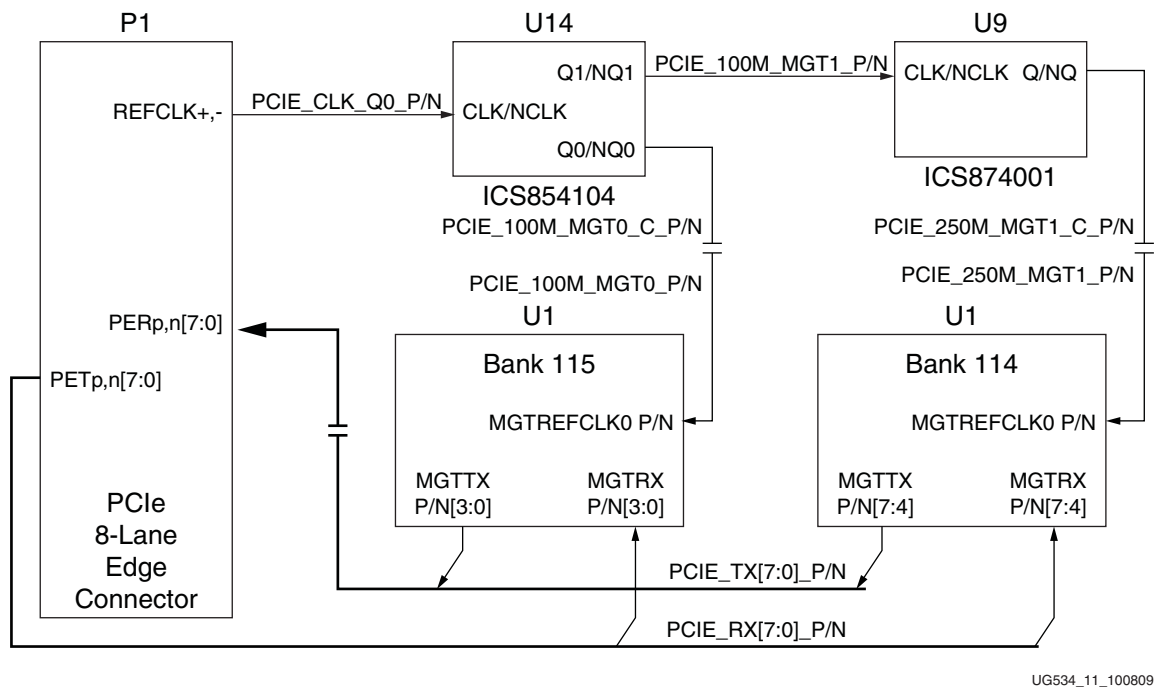 P1
U14
U9
Q1/NQ1
PCIE_100M_MGT1_P/N
CLK/NCLK Q/NQ
REFCLK+,-
PCIE_CLK_Q0_P/N
CLK/NCLK
Q0/NQ0
ICS854104
ICS874001
PCIE_100M_MGT0_C_P/N
PCIE_250M_MGT1_C_P/N
PCIE_100M_MGT0_P/N
PCIE_250M_MGT1_P/N
U1
U1
PERp,n[7:0]
PETp,n[7:0]
Bank 115
Bank 114
MGTREFCLK0 P/N
MGTREFCLK0 P/N
MGTTX
P/N[3:0]
MGTRX
P/N[3:0]
MGTTX
P/N[7:4]
MGTRX
P/N[7:4]
PCIe
8-Lane
Edge
Connector
PCIE_TX[7:0]_P/N
PCIE_RX[7:0]_P/N
UG534_11_100809